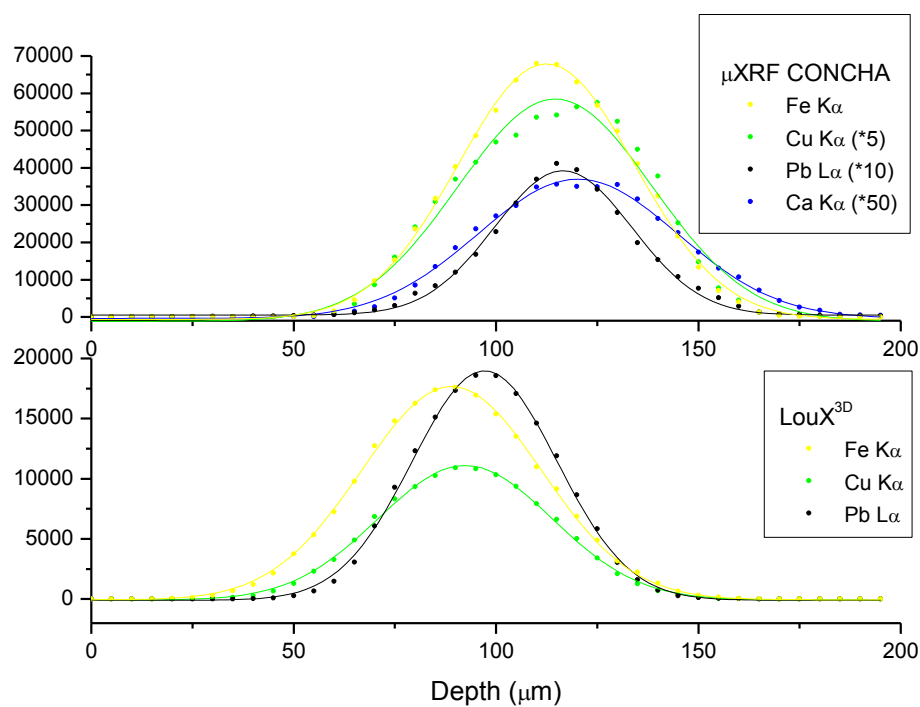 70000
60000
50000
40000
30000
20000
10000
0
0
50
100
150
200
μXRF CONCHA
Fe Kα
Cu Kα (*5)
Pb Lα (*10)
Ca Kα (*50)
20000
15000
10000
5000
0
0
50
100
150
200
LouX3D
Fe Kα
Cu Kα
Pb Lα
Depth (μm)